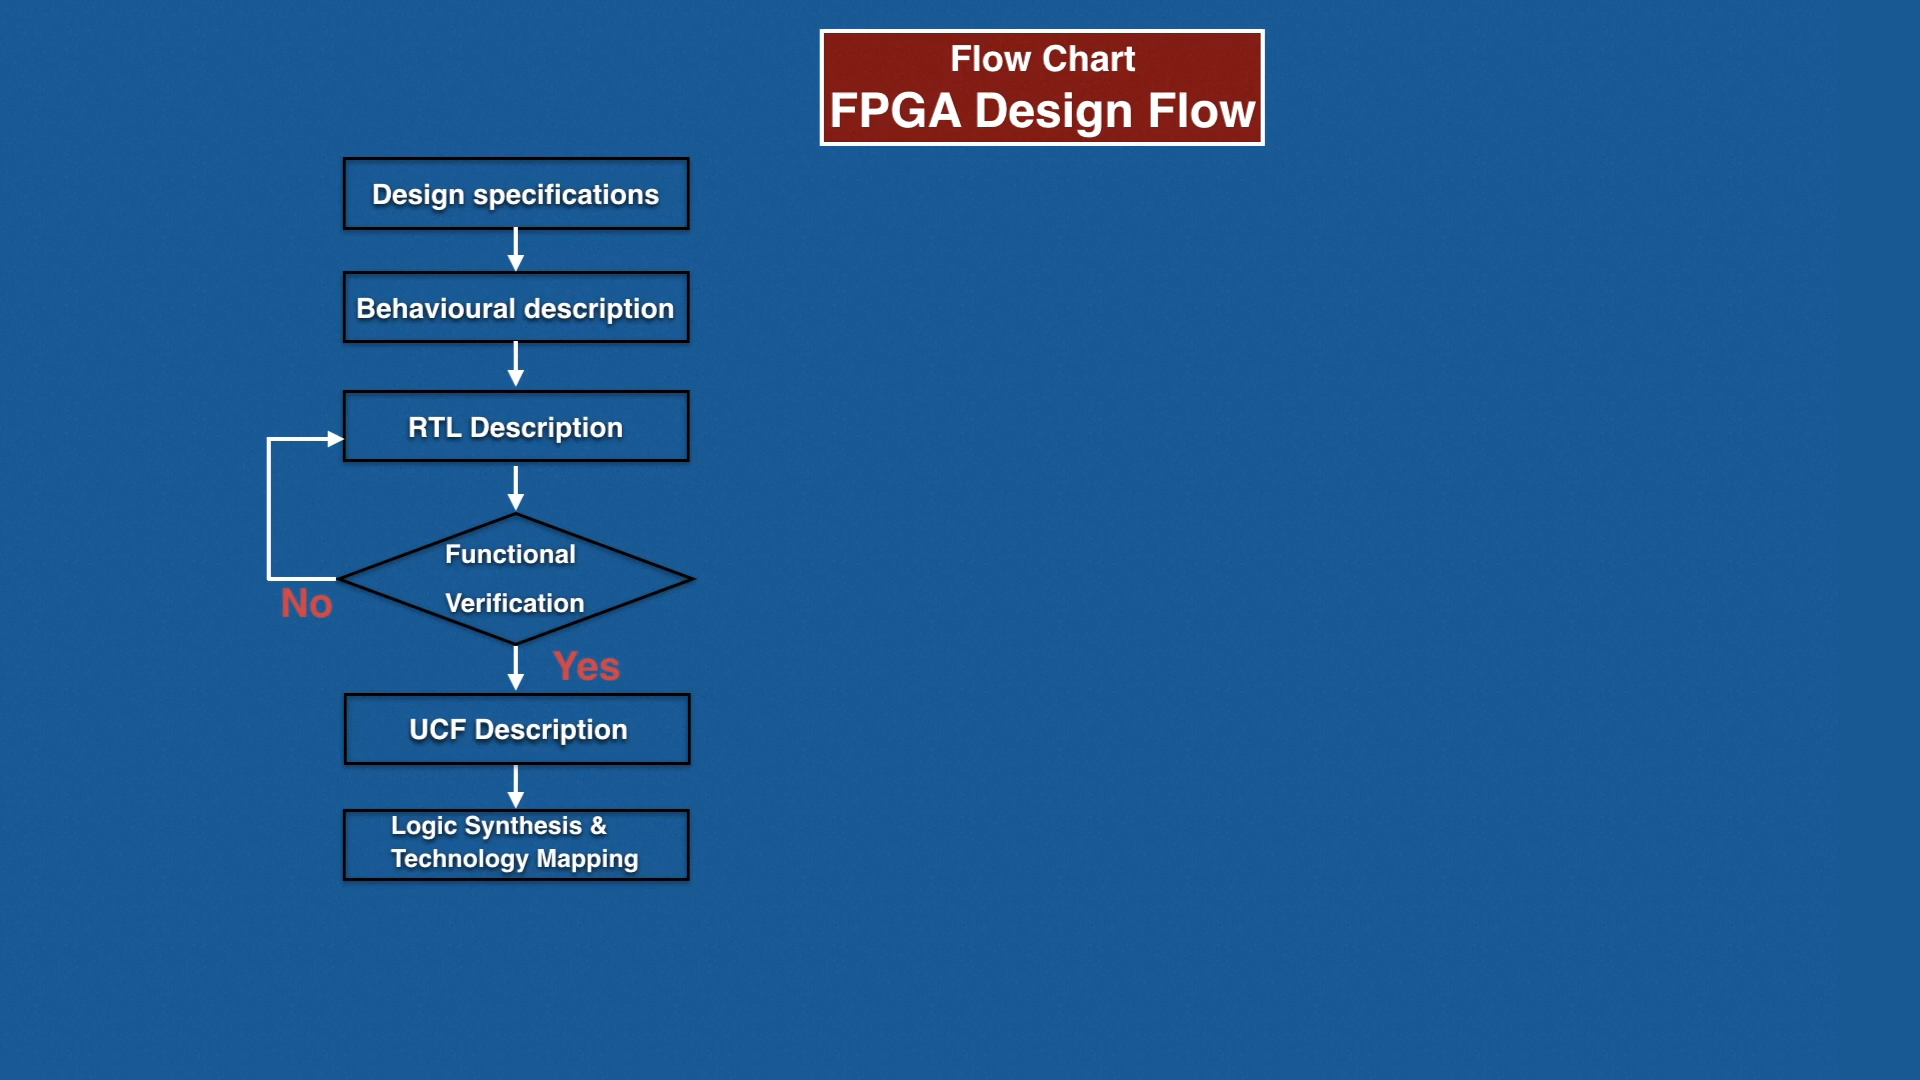 Flow Chart
FPGA Design Flow
Design specifications
Behavioural description
RTL Description
Functional
Verification
No
Yes
UCF Description
Logic Synthesis &
Technology Mapping